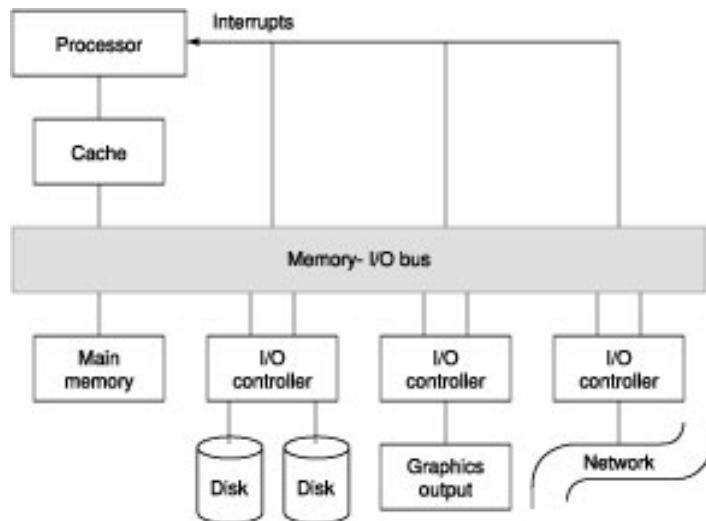 Interrupts
Processor
Cache
Memory- I/O bus
Main
memory
I/O
controller
I/O
controller
I/O
controller
Disk
Disk
Graphics
output
Network